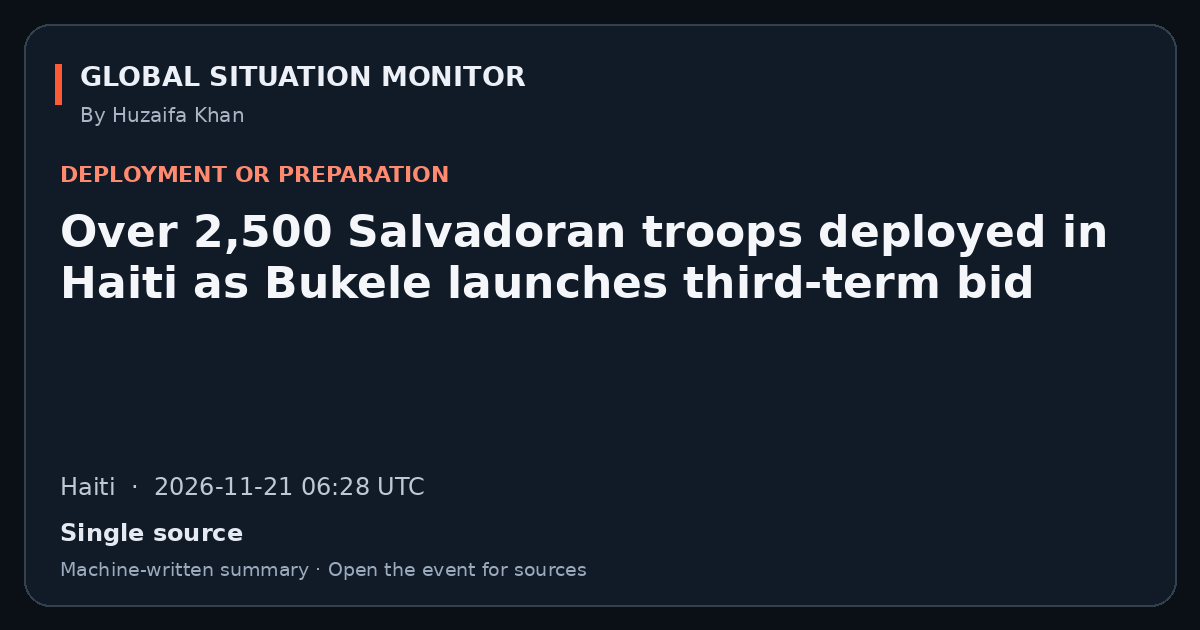 GLOBAL SITUATION MONITOR
By Huzaifa Khan
DEPLOYMENT OR PREPARATION
Over 2,500 Salvadoran troops deployed in
Haiti as Bukele launches third-term bid
Haiti · 2026-11-21 06:28 UTC
Single source
Machine-written summary · Open the event for sources